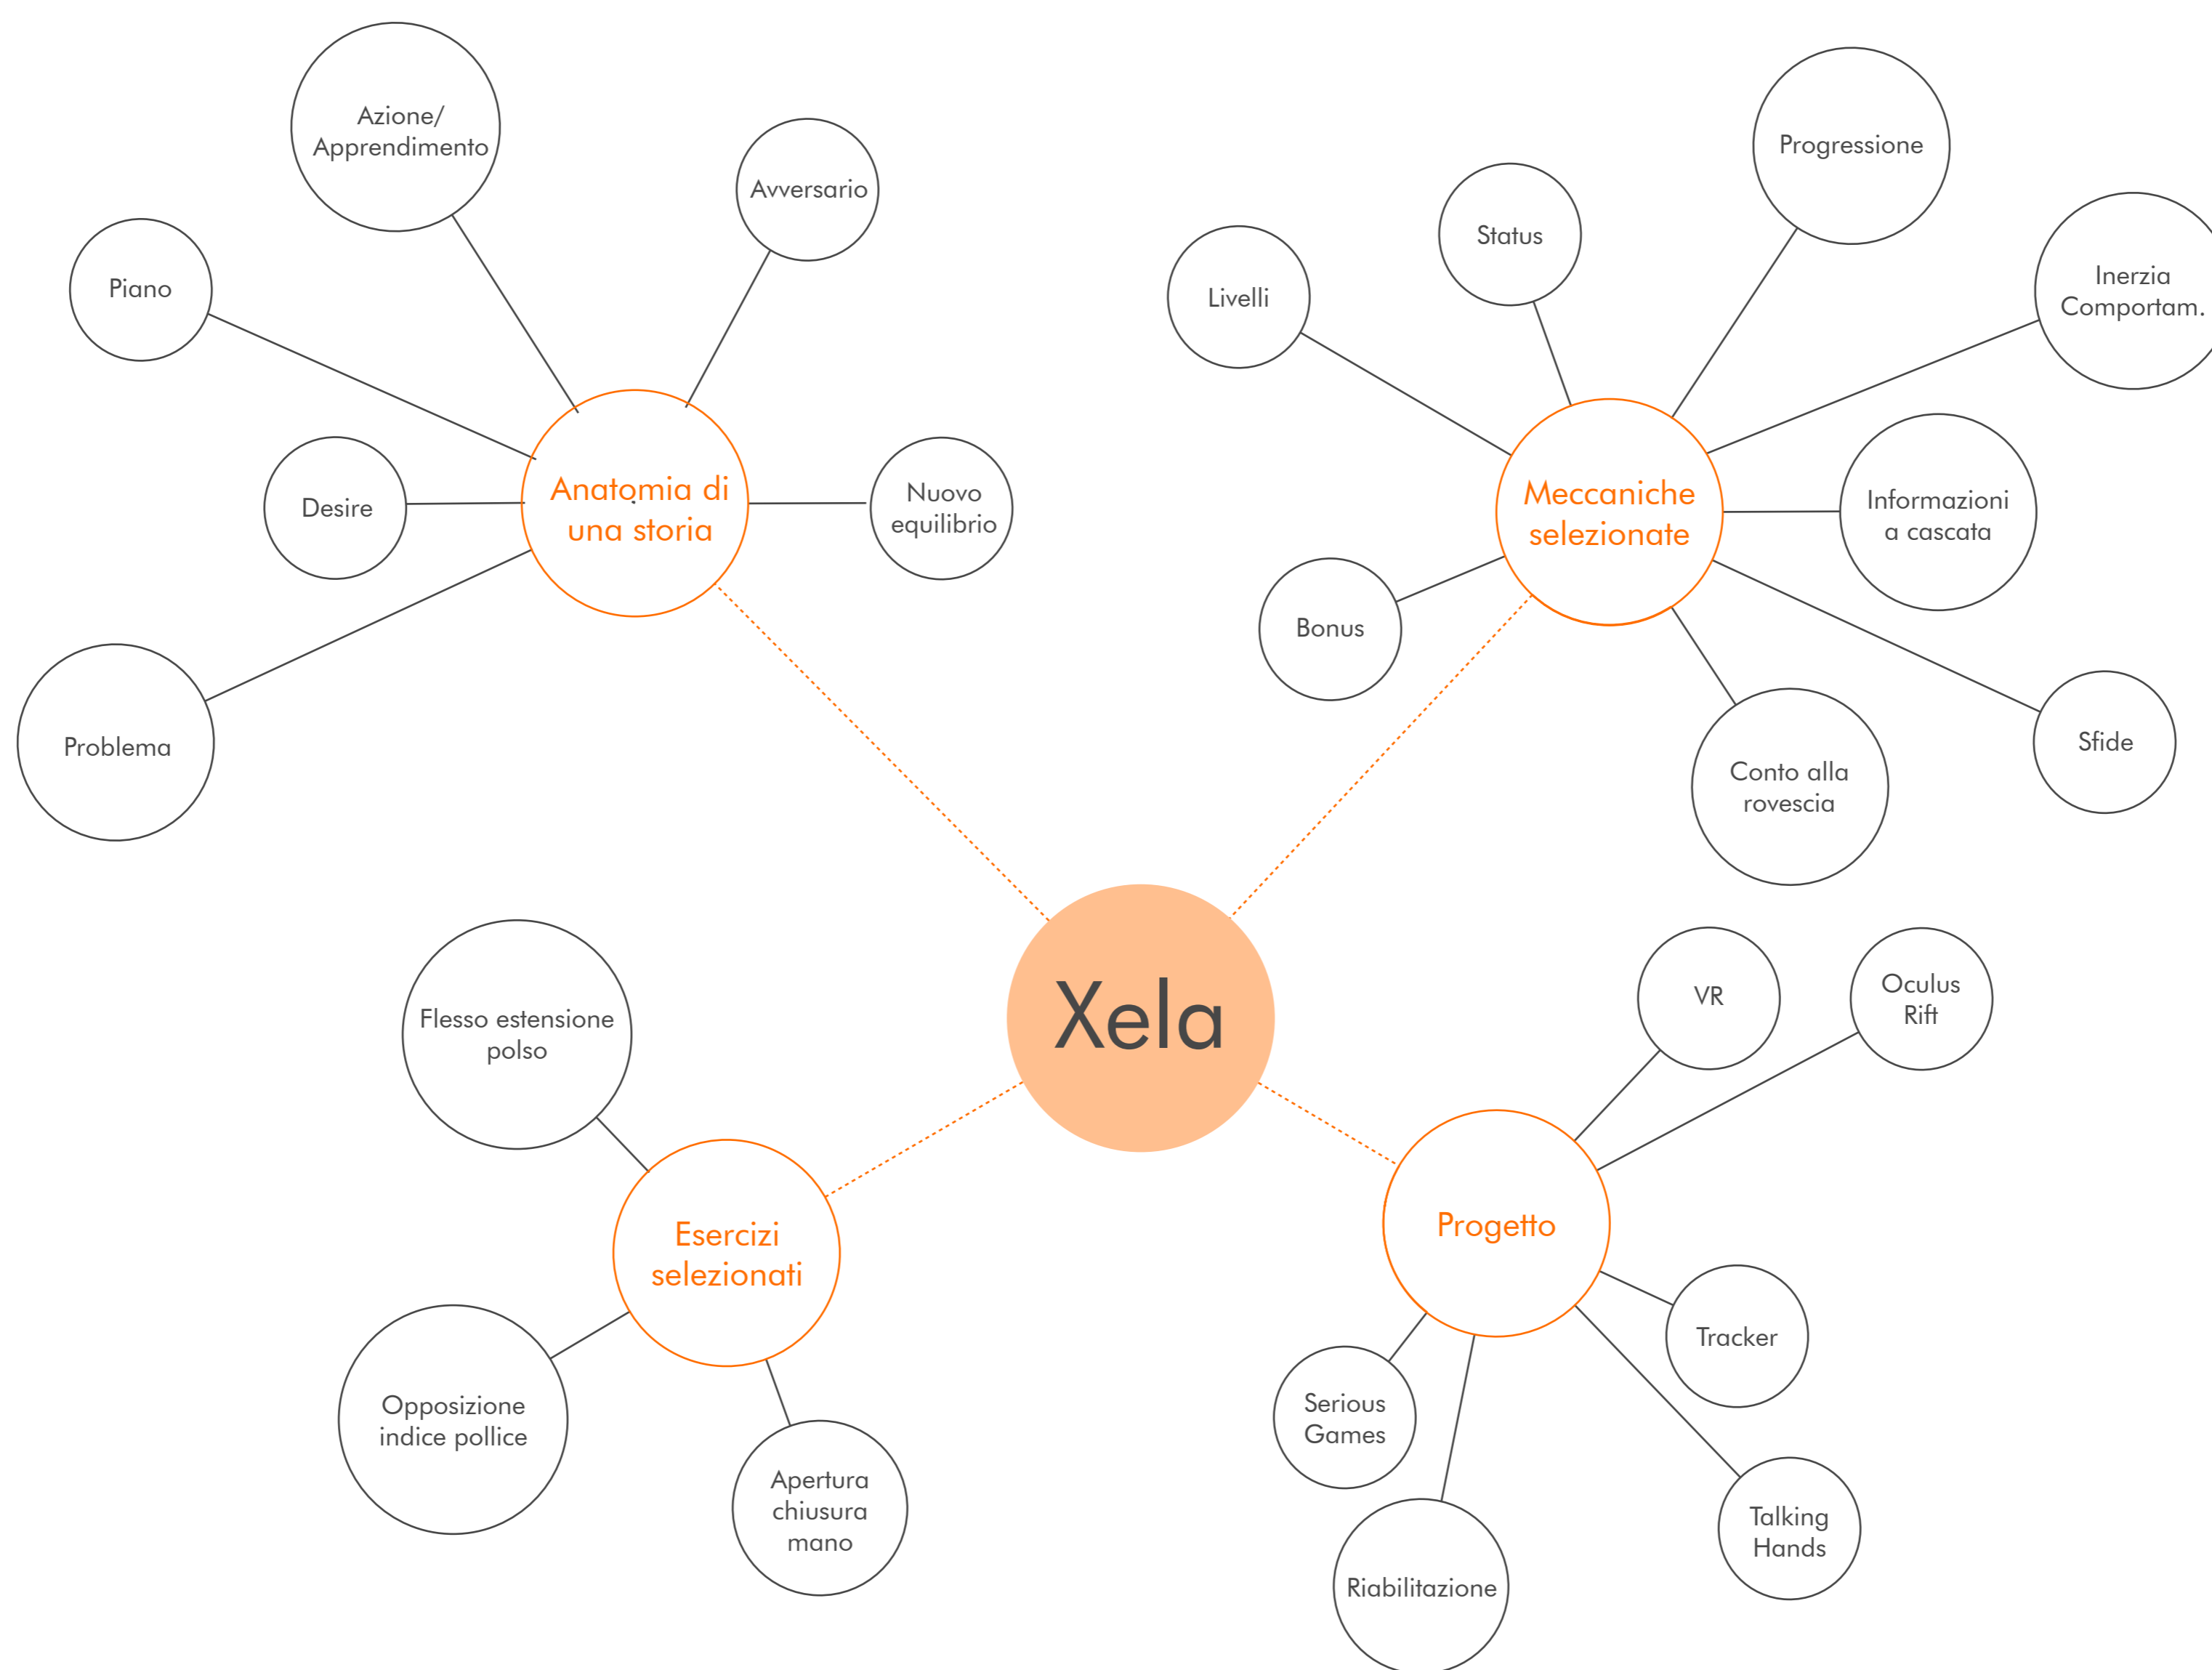 Azione/
Apprendimento
Avversario
Piano
Desire
Anatomia di
una storia
Nuovo
equilibrio
Problema
Progressione
Status
Livelli
Inerzia
Comportam.
Meccaniche
selezionate
Informazioni
a cascata
Bonus
Sfide
Conto alla
rovescia
Xela
Flesso estensione
polso
Esercizi
selezionati
Opposizione
indice pollice
Apertura
chiusura
mano
VR
Oculus
Rift
Progetto
Tracker
Serious
Games
Talking
Hands
Riabilitazione